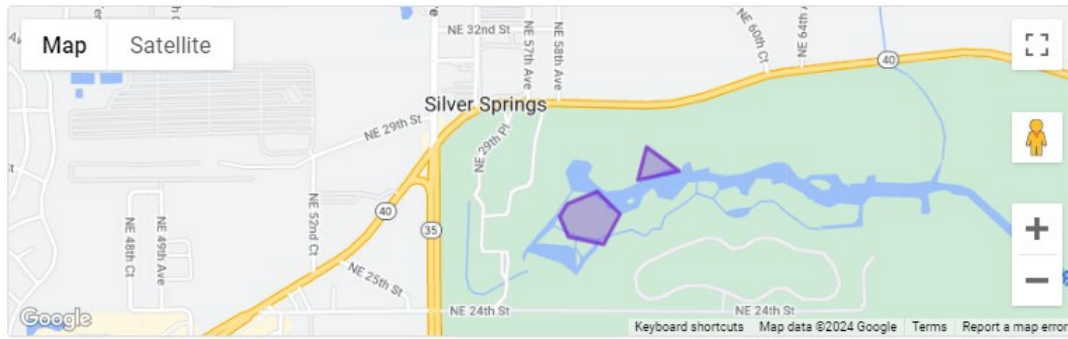 Map
Satellite
NE 32nd St
NE 57th Ave
NE 58th Ave
NE 60th Ct
NE 64th
40
Silver Springs
NE 29th St
NE 29th Pl
NE 52nd Ct
NE 48th Ct
NE 49th Ave
40
35
NE 25th St
NE 24th St
NE 24th St
Google
Keyboard shortcuts
Map data ©2024 Google
Terms
Report a map error